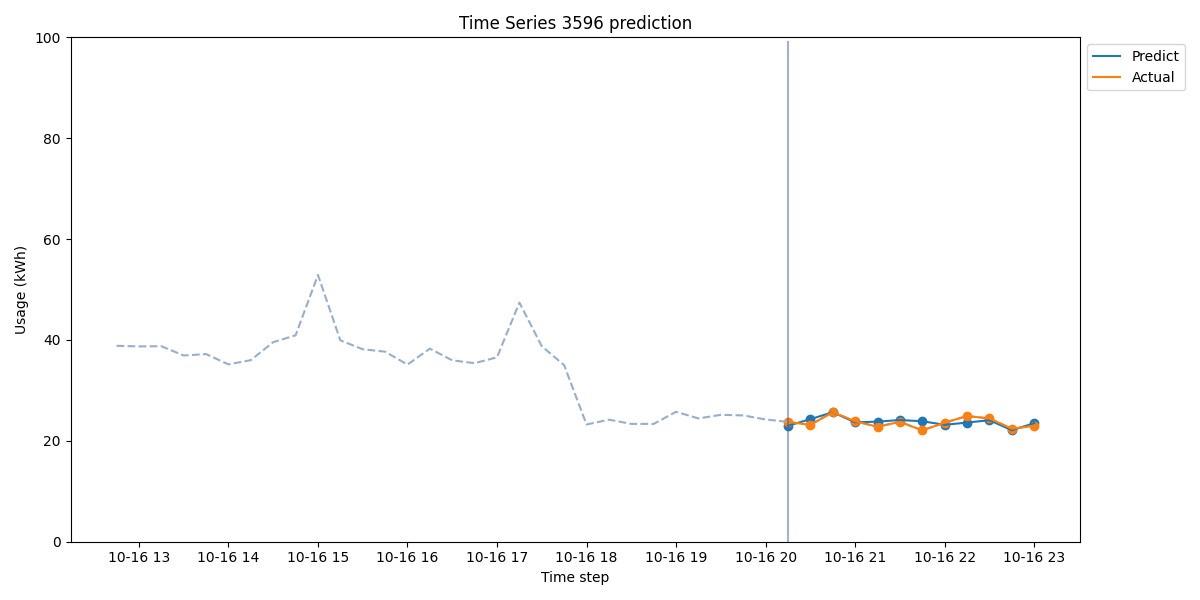 Time Series 3596 prediction
Predict
Actual
Usage (kWh)
100
80
60
40
20
0
10-16 13 10-16 14 10-16 15 10-16 16 10-16 17 10-16 18 10-16 19 10-16 20 10-16 21 10-16 22 10-16 23
Time step